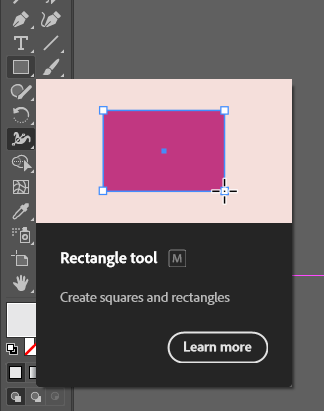 T
Rectangle tool M
Create squares and rectangles
Learn more